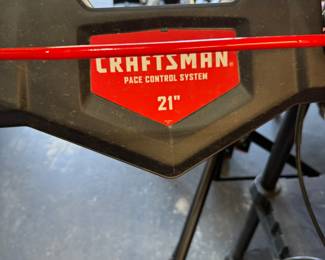 CRAFTSMAN®
PACE CONTROL SYSTEM
21"